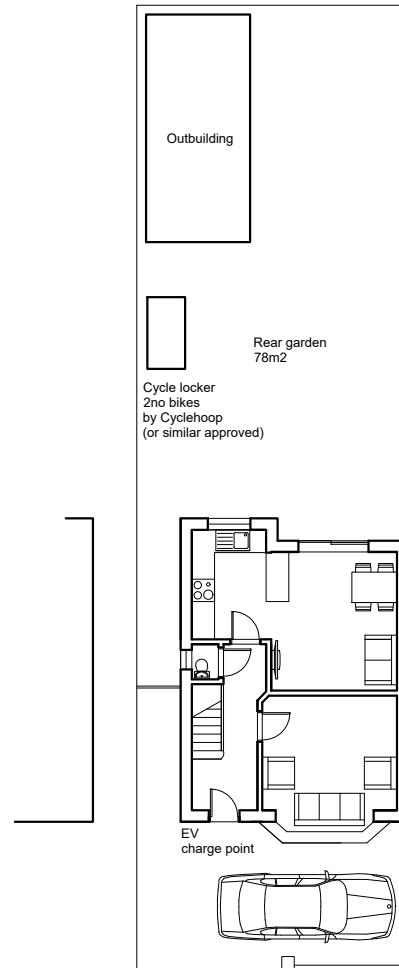 Outbuilding
Rear garden
78m2
Cycle locker
2no bikes
by Cyclehoop
(or similar approved)
EV
charge point